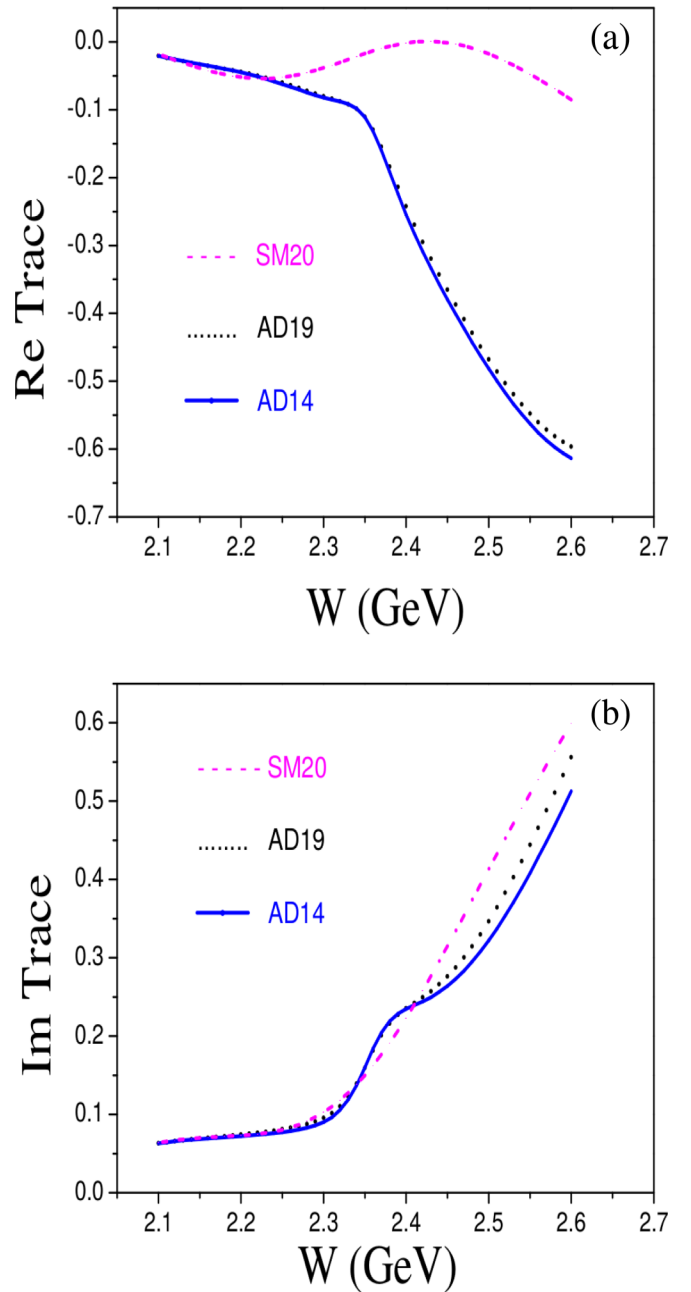 (a)
0.0
-0.1
-0.2
-0.3
-0.4
-0.5
-0.6
-0.7
Re Trace
SM20
AD19
AD14
2.1 2.2 2.3 2.4 2.5 2.6 2.7
W (GeV)
(b)
0.6
0.5
0.4
0.3
0.2
0.1
0.0
Im Trace
SM20
AD19
AD14
2.1 2.2 2.3 2.4 2.5 2.6 2.7
W (GeV)